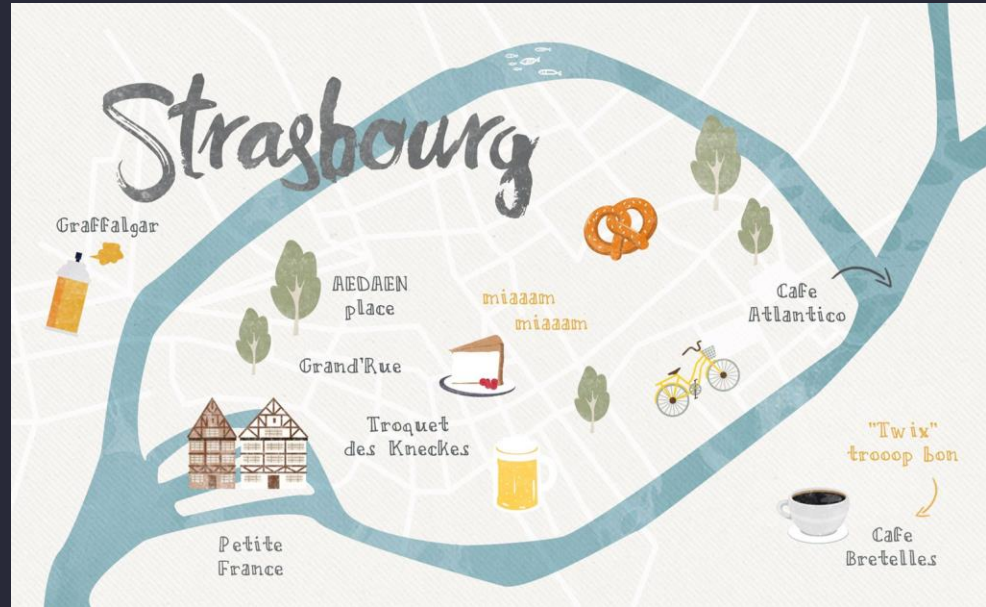 Strasbourg
Graffalgar
AEDAEN
place
miaaam
miaaam
Cafe
Atlantico
Grand'Rue
Troquet
des Kneckes
"Twix"
trooop bon
Cafe
Bretelles
Petite
France